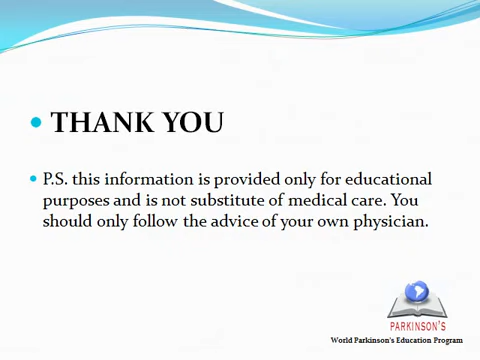 THANK YOU
P.S. this information is provided only for educational
purposes and is not substitute of medical care. You
should only follow the advice of your own physician.
PARKINSON'S
World Parkinson's Education Program